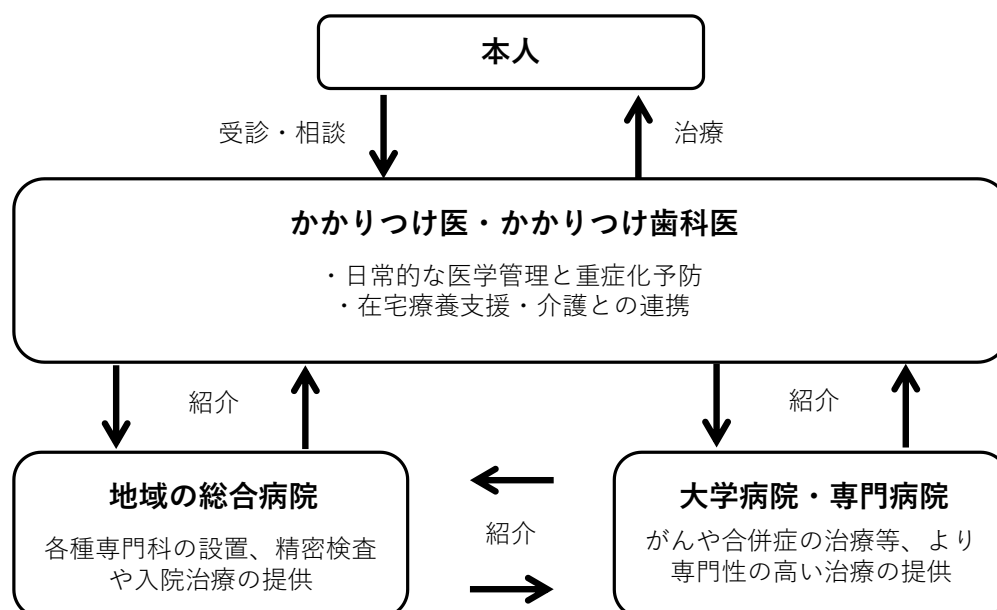 本人
受診・相談
治療
かかりつけ医・かかりつけ歯科医
・日常的な医学管理と重症化予防
・在宅療養支援・介護との連携
紹介
紹介
地域の総合病院
各種専門科の設置、精密検査
や入院治療の提供
紹介
大学病院・専門病院
がんや合併症の治療等、より
専門性の高い治療の提供